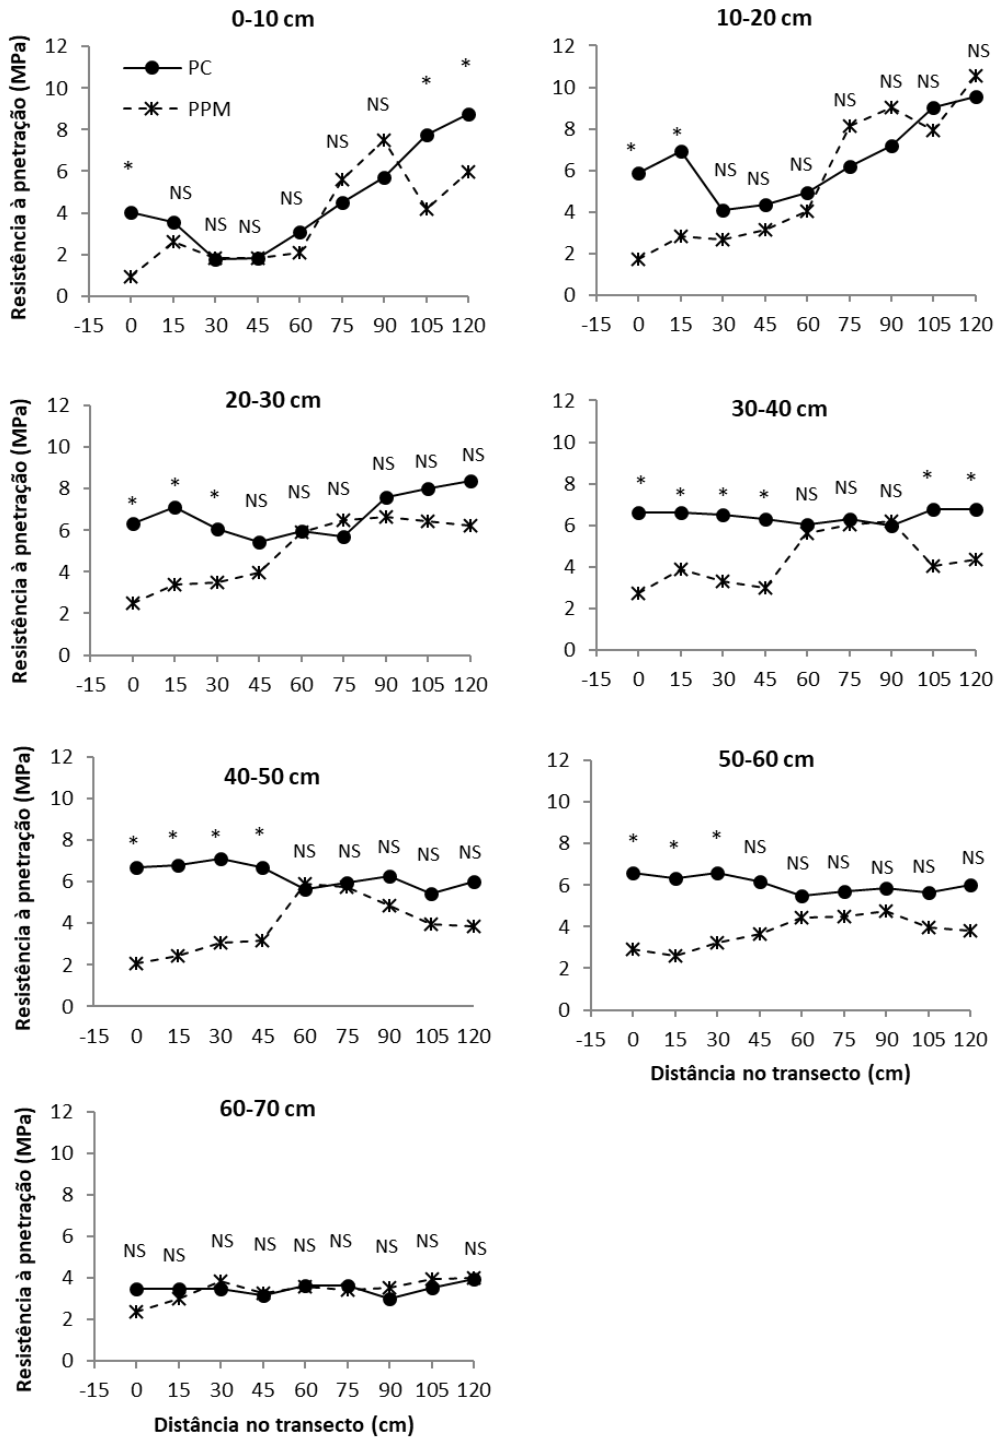 0-10 cm
Resistência à pnetração (MPa)
12
10
8
6
4
2
0
PC
PPM
* NS NS NS NS NS NS * *
-15 0 15 30 45 60 75 90 105 120
10-20 cm
12
10
8
6
4
2
0
* * NS NS NS NS NS NS NS
-15 0 15 30 45 60 75 90 105 120
20-30 cm
Resistência à pnetração (MPa)
12
10
8
6
4
2
0
* * * NS NS NS NS NS NS
-15 0 15 30 45 60 75 90 105 120
30-40 cm
12
10
8
6
4
2
0
* * * * NS NS NS * *
-15 0 15 30 45 60 75 90 105 120
40-50 cm
Resistência à pnetração (MPa)
12
10
8
6
4
2
0
* * * * NS NS NS NS NS
-15 0 15 30 45 60 75 90 105 120
50-60 cm
12
10
8
6
4
2
0
* * * NS NS NS NS NS NS
-15 0 15 30 45 60 75 90 105 120
Distância no transecto (cm)
60-70 cm
Resistência à pnetração (MPa)
12
10
8
6
4
2
0
NS NS NS NS NS NS NS NS NS
-15 0 15 30 45 60 75 90 105 120
Distância no transecto (cm)